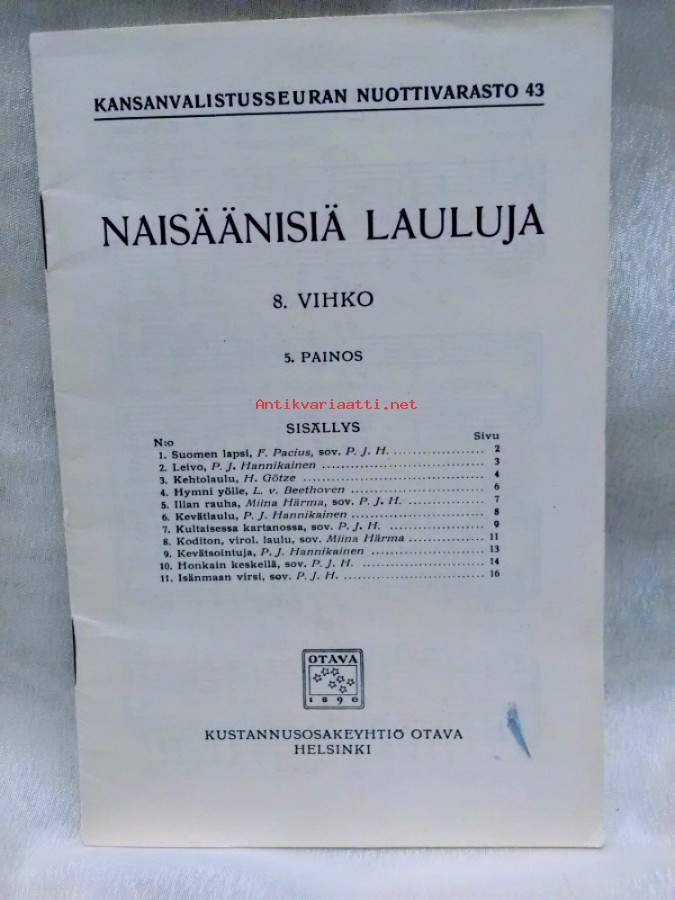 KANSANVALISTUSSEURAN NUOTTIVARASTO 43
NAISÄÄNISIÄ LAULUJA
8. VIHKO
5. PAINOS
Antikvariaatti.net
SISÄLLYS
N:o Sivu
1. Suomen lapsi, F. Pacius, sov. P. J. H. 2
2. Leivo, P. J. Hannikainen 3
3. Kehtolaulu, H. Götze 4
4. Hymni yölle, L. v. Beethoven 6
5. Illan rauha, Miina Härma, sov. P. J. H. 7
6. Kevätlaulu, P. J. Hannikainen 8
7. Kultaisessa kartanossa, sov. P. J. H. 9
8. Koditon, virol. laulu, sov. Miina Härma 11
9. Kevätsointuja, P. J. Hannikainen 13
10. Honkain keskellä, sov. P. J. H. 14
11. Isänmaan virsi, sov. P. J. H. 16
OTAVA
1890
KUSTANNUSOSAKEYHTIÖ OTAVA
HELSINKI